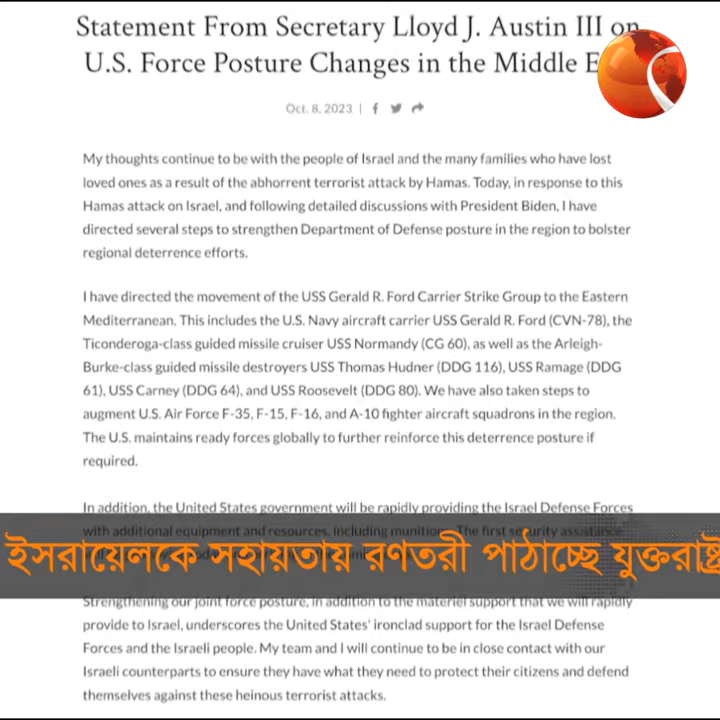 Statement From Secretary Lloyd J. Austin III on
U.S. Force Posture Changes in the Middle E
Oct. 8, 2023 |
My thoughts continue to be with the people of Israel and the many families who have lost
loved ones as a result of the abhorrent terrorist attack by Hamas. Today, in response to this
Hamas attack on Israel, and following detailed discussions with President Biden, I have
directed several steps to strengthen Department of Defense posture in the region to bolster
regional deterrence efforts.
I have directed the movement of the USS Gerald R. Ford Carrier Strike Group to the Eastern
Mediterranean. This includes the U.S. Navy aircraft carrier USS Gerald R. Ford (CVN-78), the
Ticonderoga-class guided missile cruiser USS Normandy (CG 60), as well as the Arleigh-
Burke-class guided missile destroyers USS Thomas Hudner (DDG 116), USS Ramage (DDG
61), USS Carney (DDG 64), and USS Roosevelt (DDG 80). We have also taken steps to
augment U.S. Air Force F-35, F-15, F-16, and A-10 fighter aircraft squadrons in the region.
The U.S. maintains ready forces globally to further reinforce this deterrence posture if
required.
In addition, the United States government will be rapidly providing the Israel Defense Forces
with additional equipment and resources, including munitions. The first security assistance
ইসরায়েলকে সহায়তায় রণতরী পাঠাচ্ছে যুক্তরাষ্ট্র
Strengthening our joint force posture, in addition to the materiel support that we will rapidly
provide to Israel, underscores the United States' ironclad support for the Israel Defense
Forces and the Israeli people. My team and I will continue to be in close contact with our
Israeli counterparts to ensure they have what they need to protect their citizens and defend
themselves against these heinous terrorist attacks.